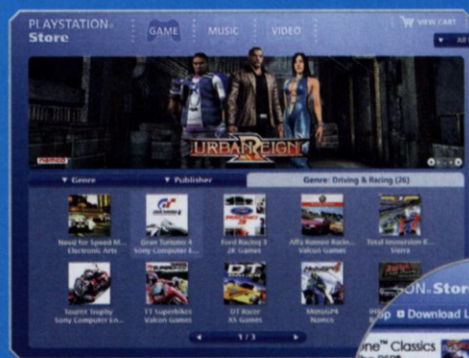 PLAYSTATION®
Store
GAME
MUSIC
VIDEO
VIEW CART
All
URBAN REIGN
namco
Genre
Publisher
Genre: Driving & Racing (26)
Need for Speed M...
Electronic Arts
Gran Turismo 4
Sony Computer E...
Ford Racing 3
2K Games
Alfa Romeo Racin...
Valcon Games
Total Immersion R...
Sierra
Tourist Trophy
Sony Computer En...
TT Superbikes
Valcon Games
DT Racer
XS Games
MotoGP4
Namco
1 / 3
ON® Store
Download L
ne™ Classics